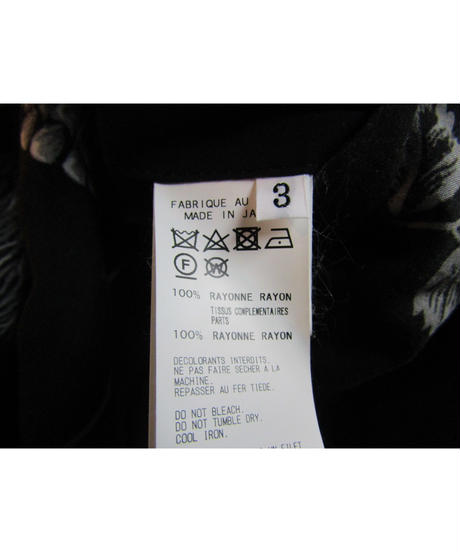 FABRIQUE AU
3
MADE IN JA
F W
100% RAYONNE RAYON
TISSUS COMPLEMENTAIRES
PARTS
100% RAYONNE RAYON
DECOLORANTS INTERDITS.
NE PAS FAIRE SECHER A LA
MACHINE.
REPASSER AU FER TIEDE.
DO NOT BLEACH.
DO NOT TUMBLE DRY.
COOL IRON.
FILET